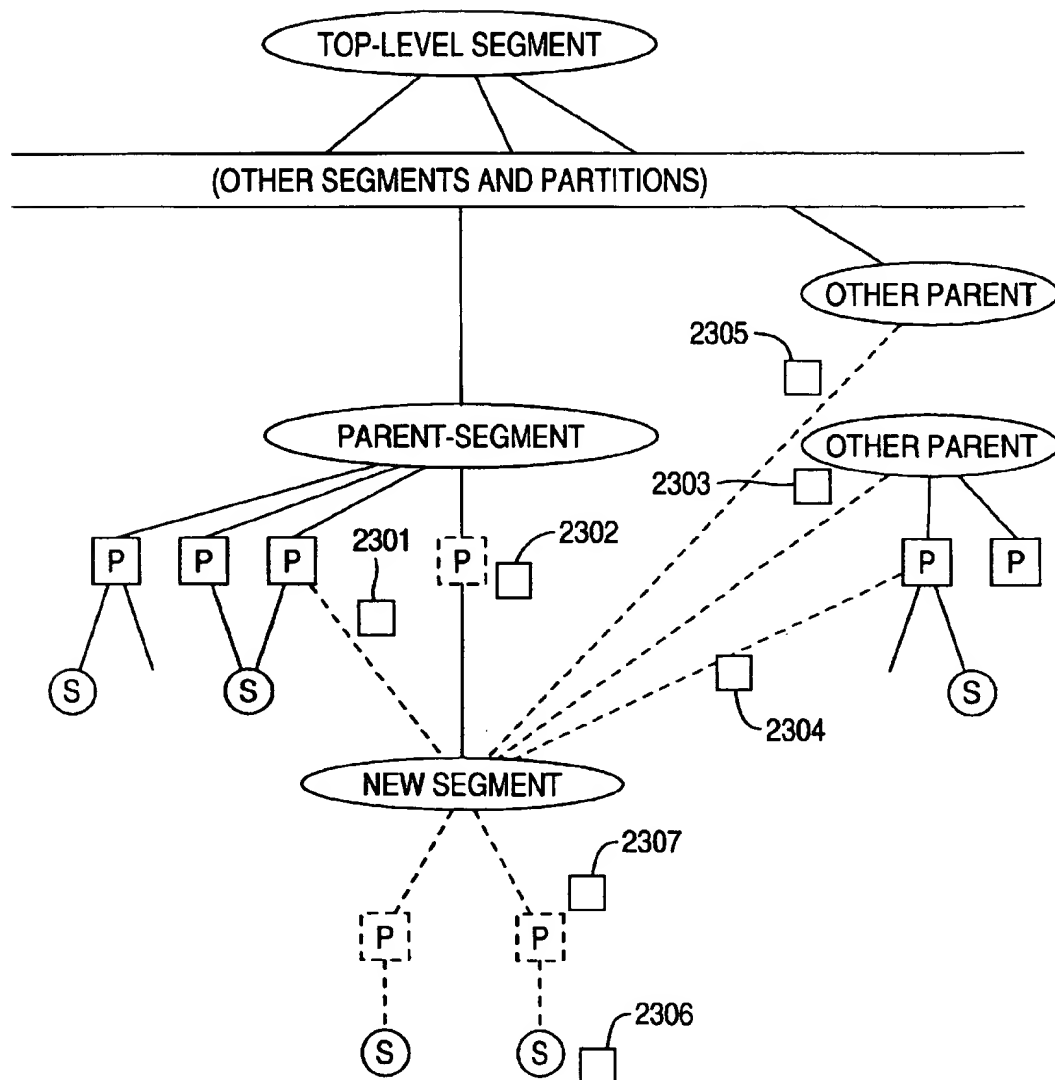 TOP-LEVEL SEGMENT
(OTHER SEGMENTS AND PARTITIONS)
OTHER PARENT
2305
PARENT-SEGMENT
OTHER PARENT
2303
2301
2302
P
P
P
P
P
P
S
S
S
2304
NEW SEGMENT
2307
P
P
2306
S
S